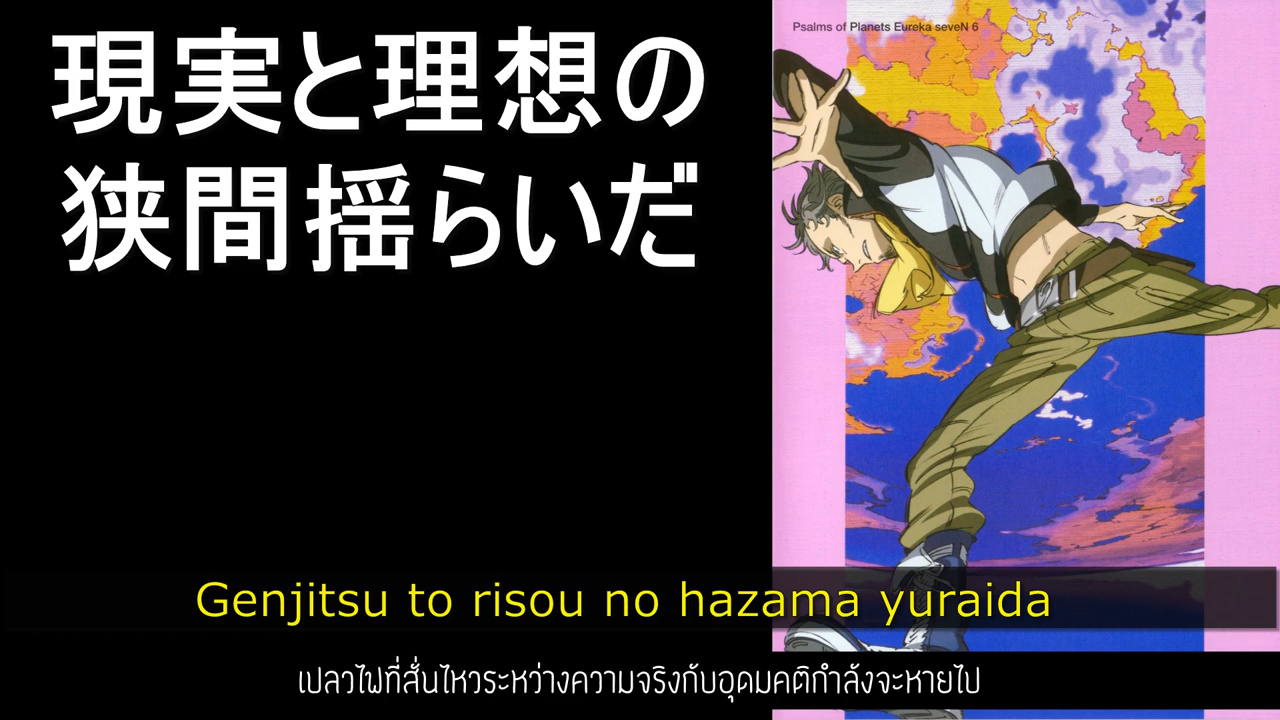 現実と理想の
狭間揺らいだ
Psalms of Planets Eureka seveN 6
Genjitsu to risou no hazama yuraida
เปลวไฟที่สั่นไหวระหว่างความจริงกับอุดมคติกำลังจะหายไป